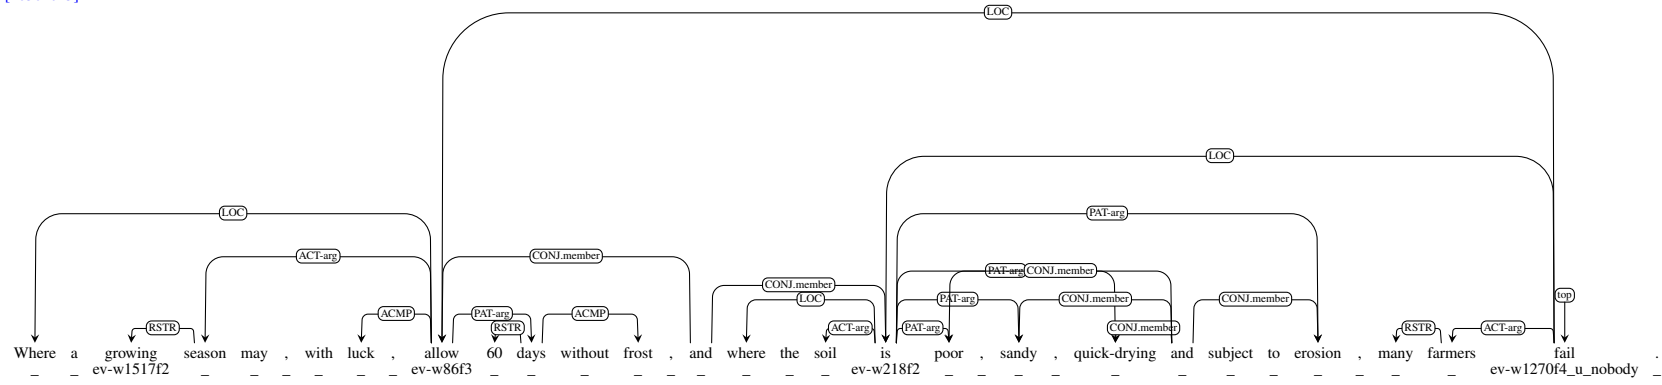 LOC
LOC
LOC PAT-arg
ACT-arg CONJ.member
PAT-arg CONJ.member
CONJ.member
LOC PAT-arg CONJ.member CONJ.member top
ACMP PAT-arg ACMP
RSTR RSTR ACT-arg PAT-arg CONJ.member RSTR ACT-arg
Where a growing season may , with luck , allow 60 days without frost , and where the soil is poor , sandy , quick-drying and subject to erosion , many farmers fail .
_ _ ev-w1517f2 _ _ _ _ _ _ ev-w86f3 _ _ _ _ _ _ _ _ _ ev-w218f2 _ _ _ _ _ _ _ _ _ _ _ _ ev-w1270f4_u_nobody _